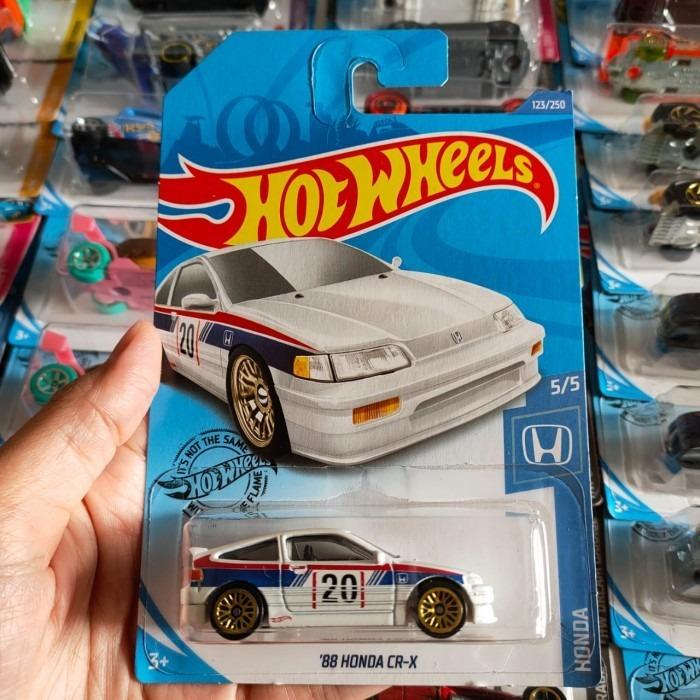 123/250
HOT WHEELS®
20
5/5
IT'S NOT THE SAME
HOT WHEELS
FLAME
20
'88 HONDA CR-X
3+
HONDA